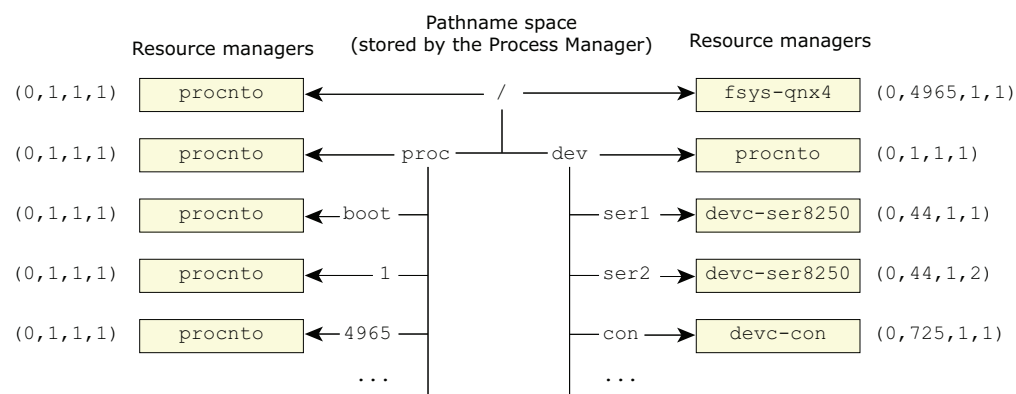 Pathname space
(stored by the Process Manager)
Resource managers
Resource managers
(0,1,1,1) procnto / fsys-qnx4 (0,4965,1,1)
(0,1,1,1) procnto proc dev procnto (0,1,1,1)
(0,1,1,1) procnto boot ser1 devc-ser8250 (0,44,1,1)
(0,1,1,1) procnto 1 ser2 devc-ser8250 (0,44,1,2)
(0,1,1,1) procnto 4965 con devc-con (0,725,1,1)
... ...